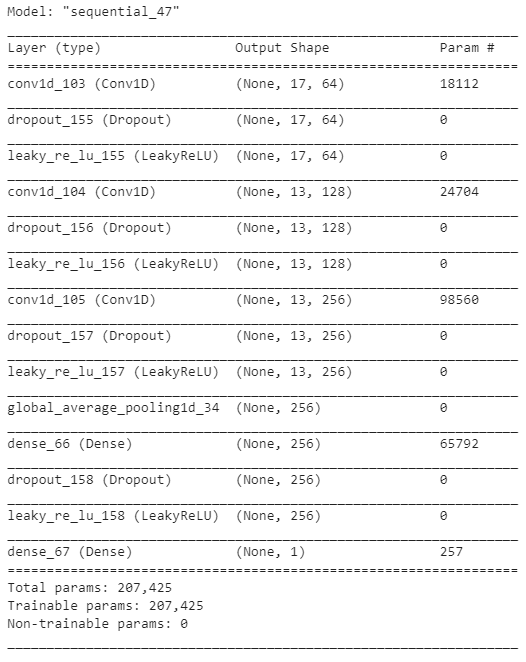 Model: "sequential_47"
_________________________________________________________________
Layer (type)                 Output Shape              Param #
=================================================================
conv1d_103 (Conv1D)          (None, 17, 64)            18112
_________________________________________________________________
dropout_155 (Dropout)        (None, 17, 64)            0
_________________________________________________________________
leaky_re_lu_155 (LeakyReLU)  (None, 17, 64)            0
_________________________________________________________________
conv1d_104 (Conv1D)          (None, 13, 128)           24704
_________________________________________________________________
dropout_156 (Dropout)        (None, 13, 128)           0
_________________________________________________________________
leaky_re_lu_156 (LeakyReLU)  (None, 13, 128)           0
_________________________________________________________________
conv1d_105 (Conv1D)          (None, 13, 256)           98560
_________________________________________________________________
dropout_157 (Dropout)        (None, 13, 256)           0
_________________________________________________________________
leaky_re_lu_157 (LeakyReLU)  (None, 13, 256)           0
_________________________________________________________________
global_average_pooling1d_34  (None, 256)               0
_________________________________________________________________
dense_66 (Dense)             (None, 256)               65792
_________________________________________________________________
dropout_158 (Dropout)        (None, 256)               0
_________________________________________________________________
leaky_re_lu_158 (LeakyReLU)  (None, 256)               0
_________________________________________________________________
dense_67 (Dense)             (None, 1)                 257
=================================================================
Total params: 207,425
Trainable params: 207,425
Non-trainable params: 0
_________________________________________________________________